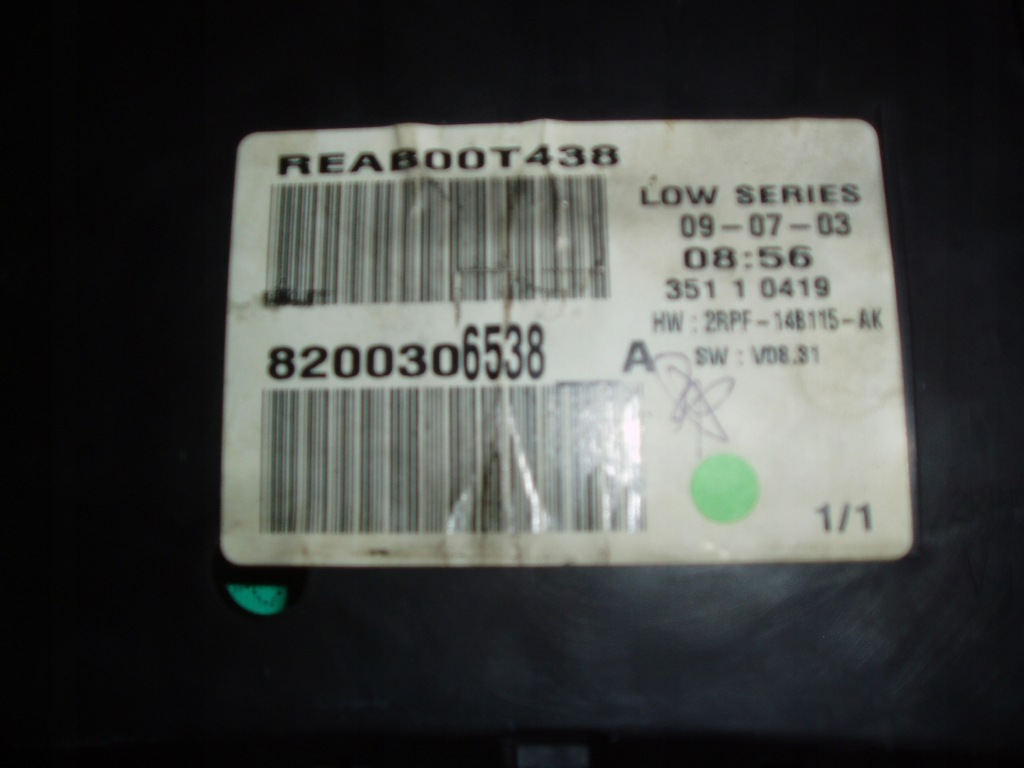 REAB00T438
LOW SERIES
09-07-03
08:56
351 1 0419
HW : 2RPF-14B115-AK
8200306538 A
SW : V08.31
1/1